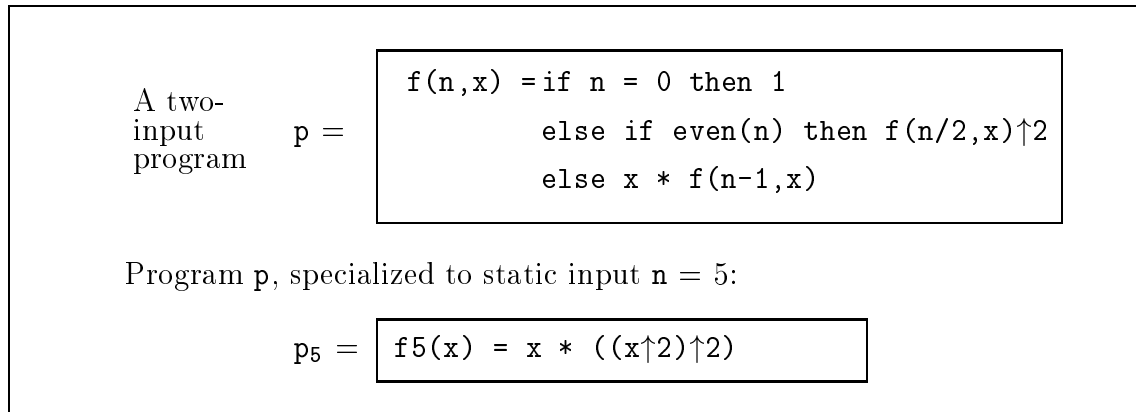 A two-
input
program
p =
f(n,x) = if n = 0 then 1
else if even(n) then f(n/2,x)↑2
else x * f(n-1,x)
Program p, specialized to static input n = 5:
p₅ =
f5(x) = x * ((x↑2)↑2)